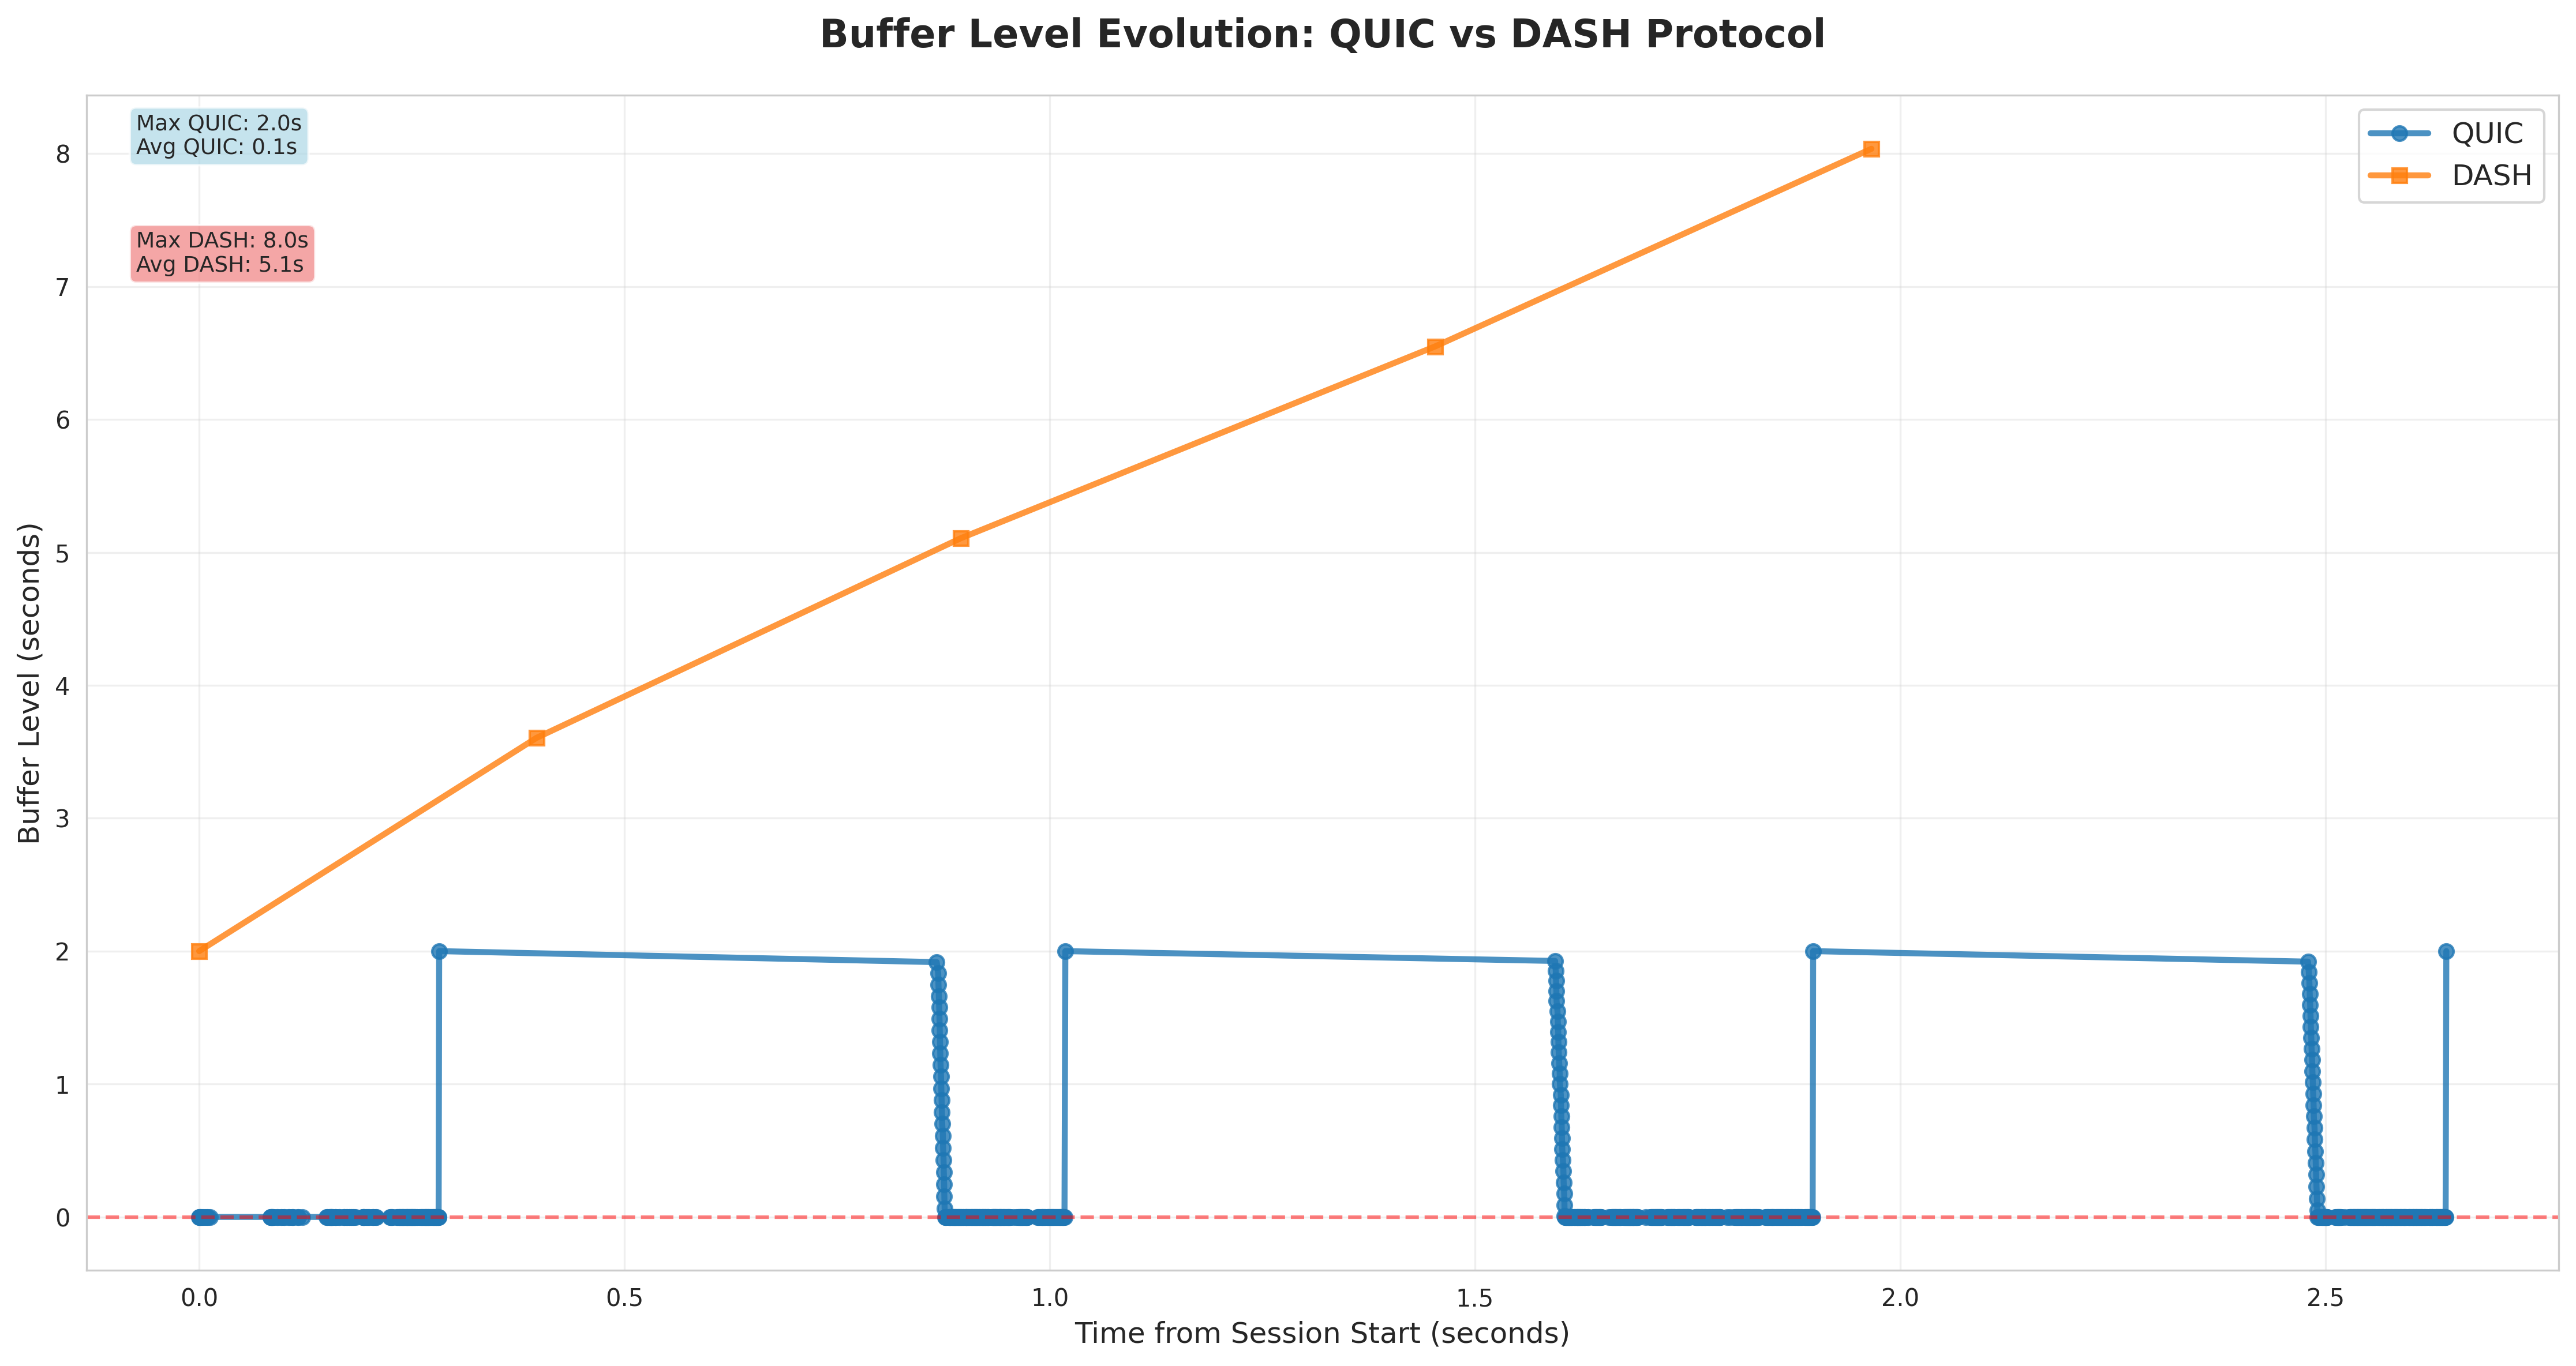 Buffer Level Evolution: QUIC vs DASH Protocol
Max QUIC: 2.0s
Avg QUIC: 0.1s
Max DASH: 8.0s
Avg DASH: 5.1s
QUIC
DASH
Buffer Level (seconds)
8
7
6
5
4
3
2
1
0
0.0
0.5
1.0
1.5
2.0
2.5
Time from Session Start (seconds)